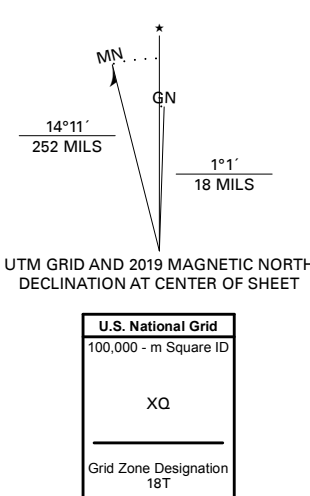 ★
MN
GN
14°11´
252 MILS
1°1´
18 MILS
UTM GRID AND 2019 MAGNETIC NORTH
DECLINATION AT CENTER OF SHEET
U.S. National Grid
100,000 - m Square ID
XQ
Grid Zone Designation
18T